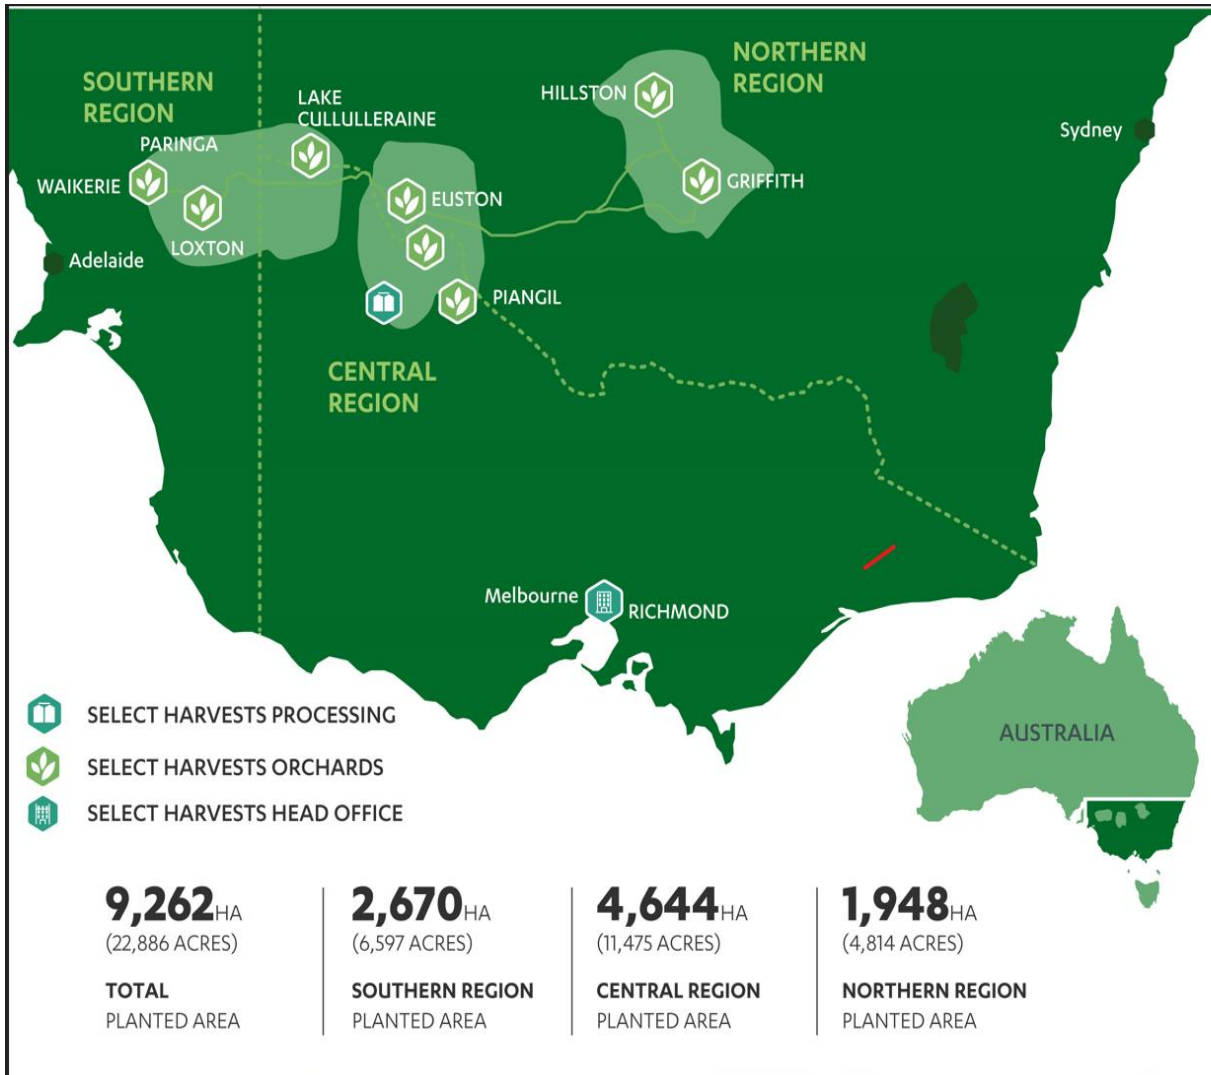 SOUTHERN
REGION
PARINGA
WAIKERIE
LOXTON
LAKE
CULLULLERAINE
Adelaide
EUSTON
PIANGIL
CENTRAL
REGION
NORTHERN
REGION
HILLSTON
GRIFFITH
Sydney
Melbourne
RICHMOND
AUSTRALIA
SELECT HARVESTS PROCESSING
SELECT HARVESTS ORCHARDS
SELECT HARVESTS HEAD OFFICE
9,262HA
(22,886 ACRES)
TOTAL
PLANTED AREA
2,670HA
(6,597 ACRES)
SOUTHERN REGION
PLANTED AREA
4,644HA
(11,475 ACRES)
CENTRAL REGION
PLANTED AREA
1,948HA
(4,814 ACRES)
NORTHERN REGION
PLANTED AREA